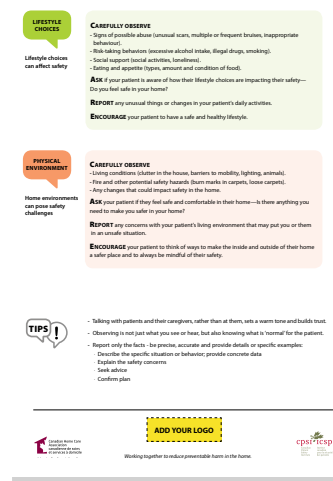 LIFESTYLE
CHOICES
Lifestyle choices
can affect safety
CAREFULLY OBSERVE
- Signs of possible abuse (unusual scars, multiple or frequent bruises, inappropriate
behaviour).
- Risk-taking behaviors (excessive alcohol intake, illegal drugs, smoking).
- Social support (social activities, loneliness).
- Eating and appetite (types, amount and condition of food).
ASK if your patient is aware of how their lifestyle choices are impacting their safety—
Do you feel safe in your home?
REPORT any unusual things or changes in your patient's daily activities.
ENCOURAGE your patient to have a safe and healthy lifestyle.
PHYSICAL
ENVIRONMENT
Home environments
can pose safety
challenges
CAREFULLY OBSERVE
- Living conditions (clutter in the house, barriers to mobility, lighting, animals).
- Fire and other potential safety hazards (burn marks in carpets, loose carpets).
- Any changes that could impact safety in the home.
ASK your patient if they feel safe and comfortable in their home—Is there anything you
need to make you safer in your home?
REPORT any concerns with your patient's living environment that may put you or them
in an unsafe situation.
ENCOURAGE your patient to think of ways to make the inside and outside of their home
a safer place and to always be mindful of their safety.
TIPS !
- Talking with patients and their caregivers, rather than at them, sets a warm tone and builds trust.
- Observing is not just what you see or hear, but also knowing what is 'normal' for the patient.
- Report only the facts - be precise, accurate and provide details or specific examples:
Describe the specific situation or behavior; provide concrete data
Explain the safety concerns
Seek advice
Confirm plan
Canadian Home Care
Association
canadienne de soins
et services à domicile
ADD YOUR LOGO
Working together to reduce preventable harm in the home.
cpsi icsp